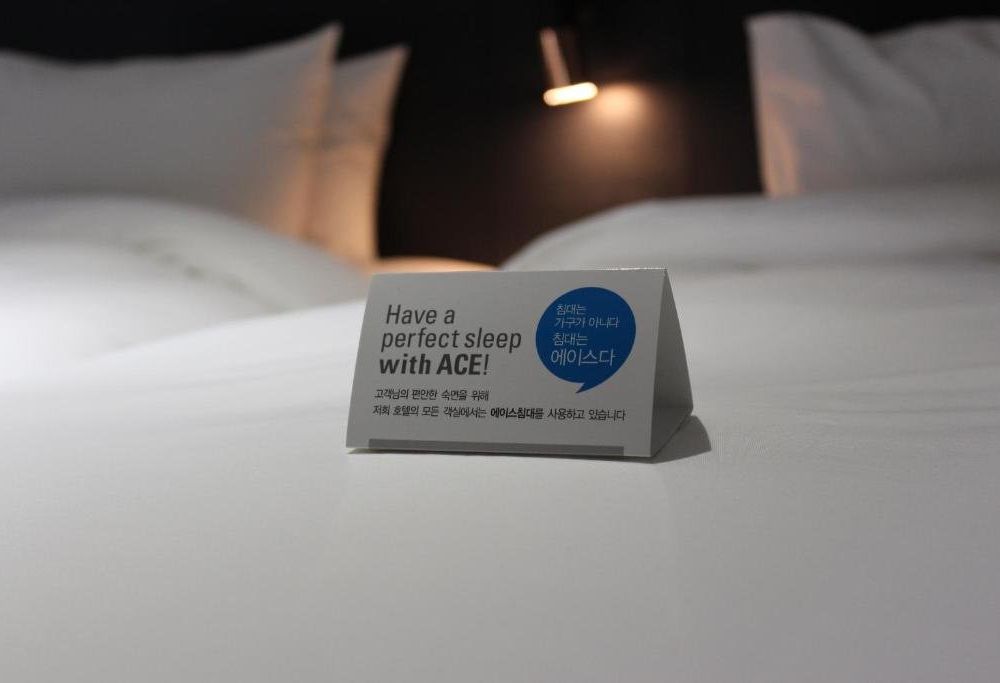 Have a
perfect sleep
with ACE!
침대는
가구가 아니다
침대는
에이스다
고객님의 편안한 숙면을 위해
저희 호텔의 모든 객실에서는 에이스침대를 사용하고 있습니다